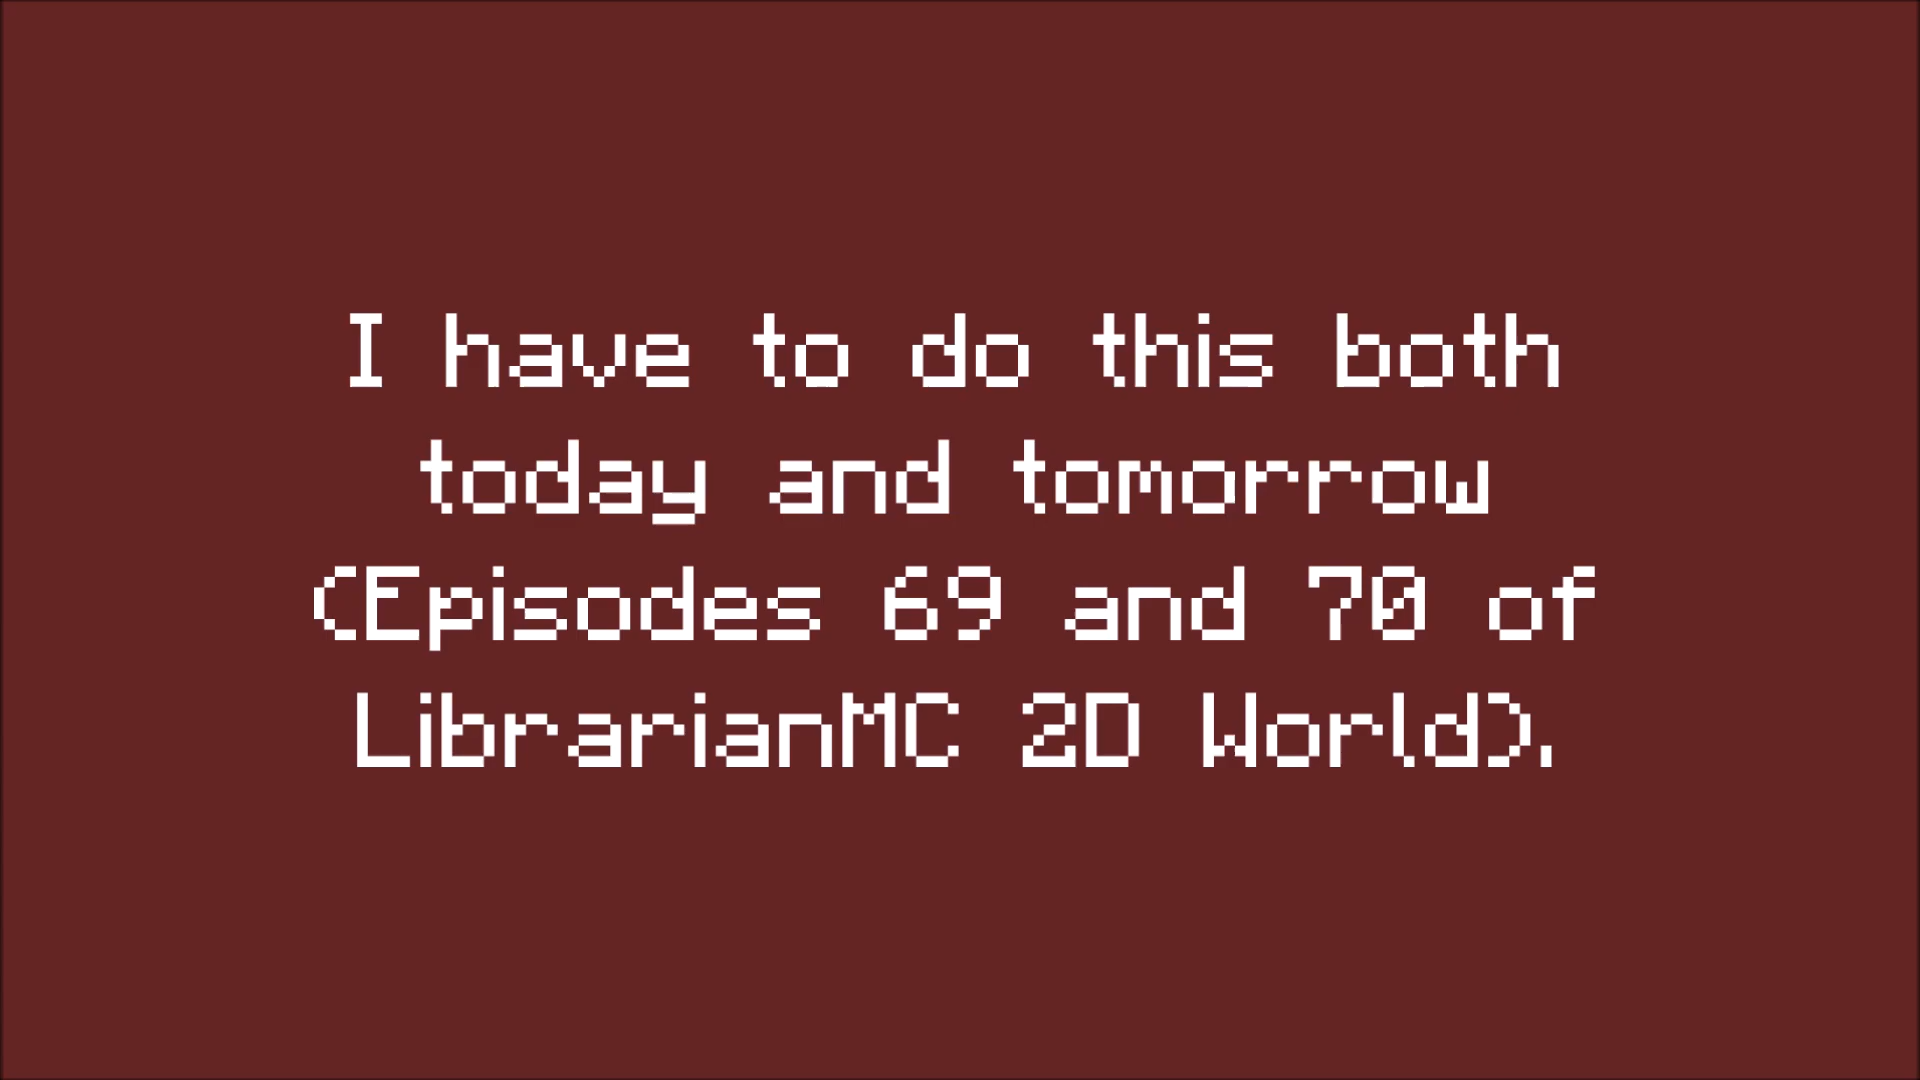 I have to do this both
today and tomorrow
(Episodes 69 and 70 of
LibrarianMC 2D World).